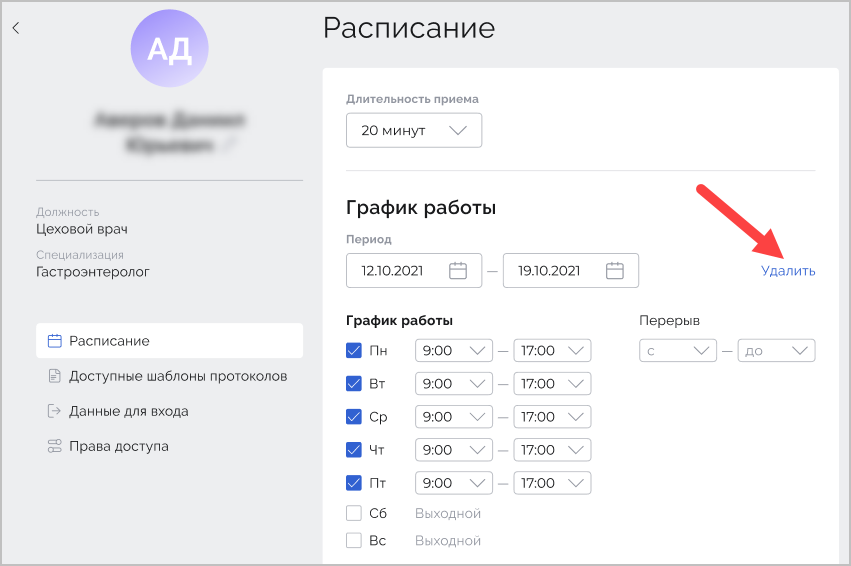 АД
Должность
Цеховой врач
Специализация
Гастроэнтеролог
Расписание
Доступные шаблоны протоколов
Данные для входа
Права доступа
Расписание
Длительность приема
20 минут
График работы
Период
12.10.2021 — 19.10.2021 Удалить
График работы Перерыв
Пн 9:00 — 17:00 с — до
Вт 9:00 — 17:00
Ср 9:00 — 17:00
Чт 9:00 — 17:00
Пт 9:00 — 17:00
Сб Выходной
Вс Выходной